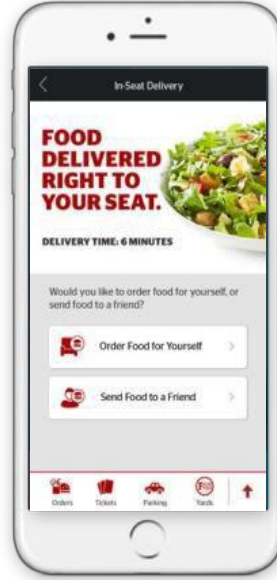 In-Seat Delivery
FOOD
DELIVERED
RIGHT TO
YOUR SEAT.
DELIVERY TIME: 6 MINUTES
Would you like to order food for yourself, or
send food to a friend?
Order Food for Yourself
Send Food to a Friend
Orders Tickets Parking Yards